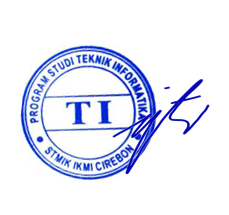 PROGRAM STUDI TEKNIK INFORMATIKA
TI
STMIK IKMI CIREBON